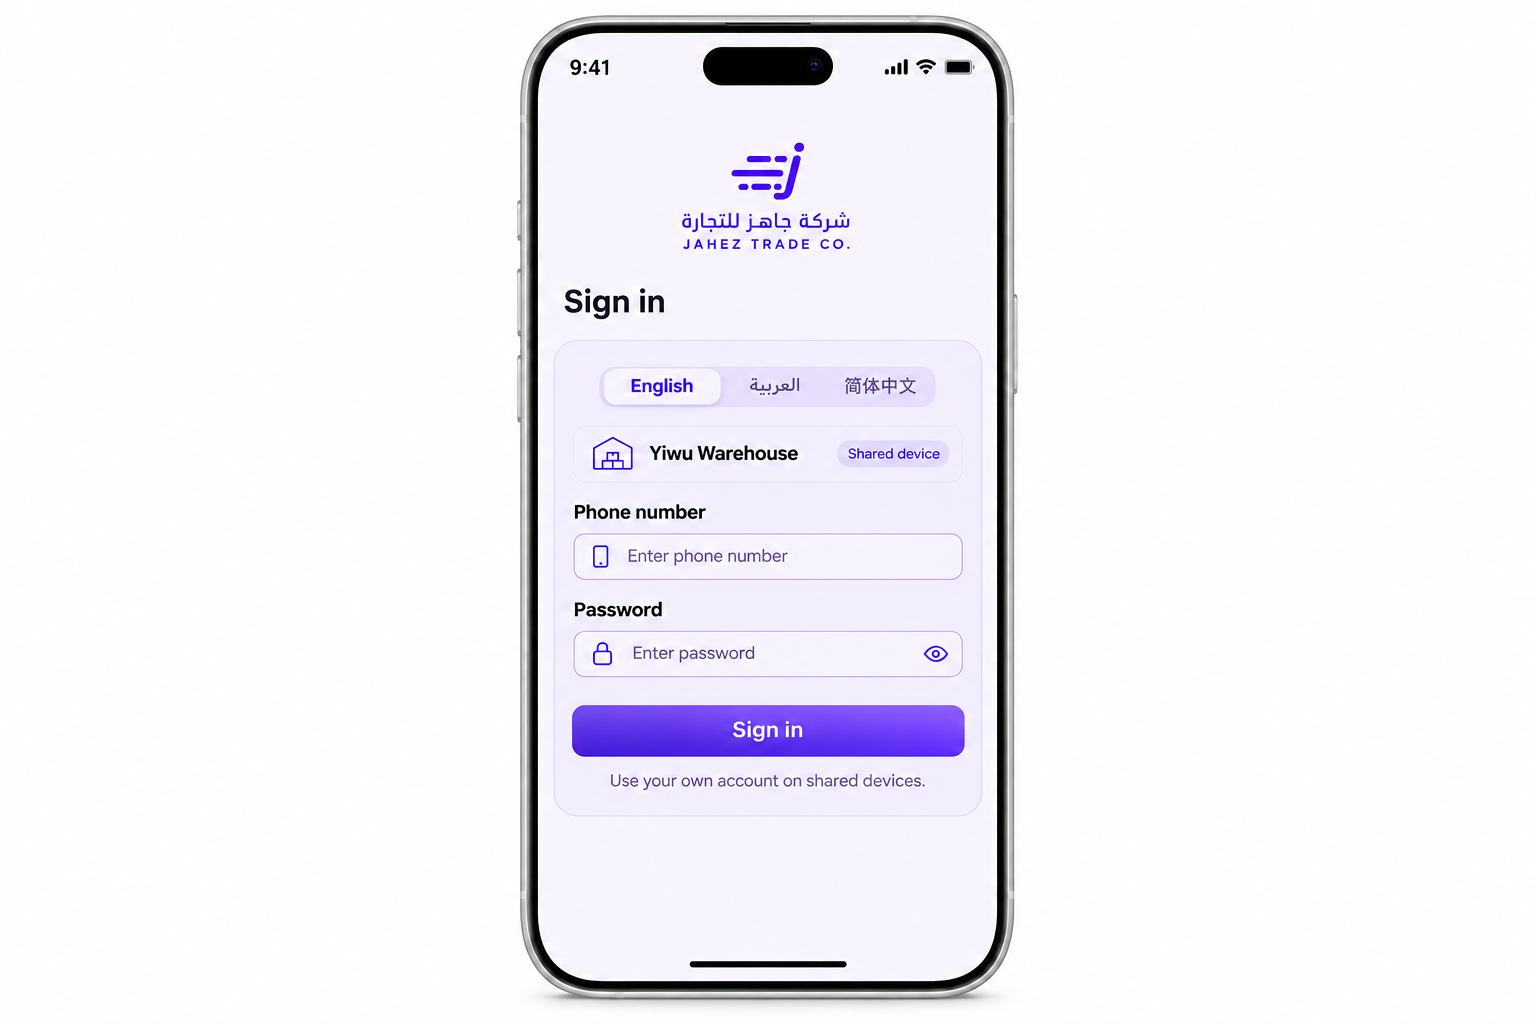 9:41
شركة جاهز للتجارة
JAHEZ TRADE CO.
Sign in
English العربية 简体中文
Yiwu Warehouse Shared device
Phone number
Enter phone number
Password
Enter password
Sign in
Use your own account on shared devices.